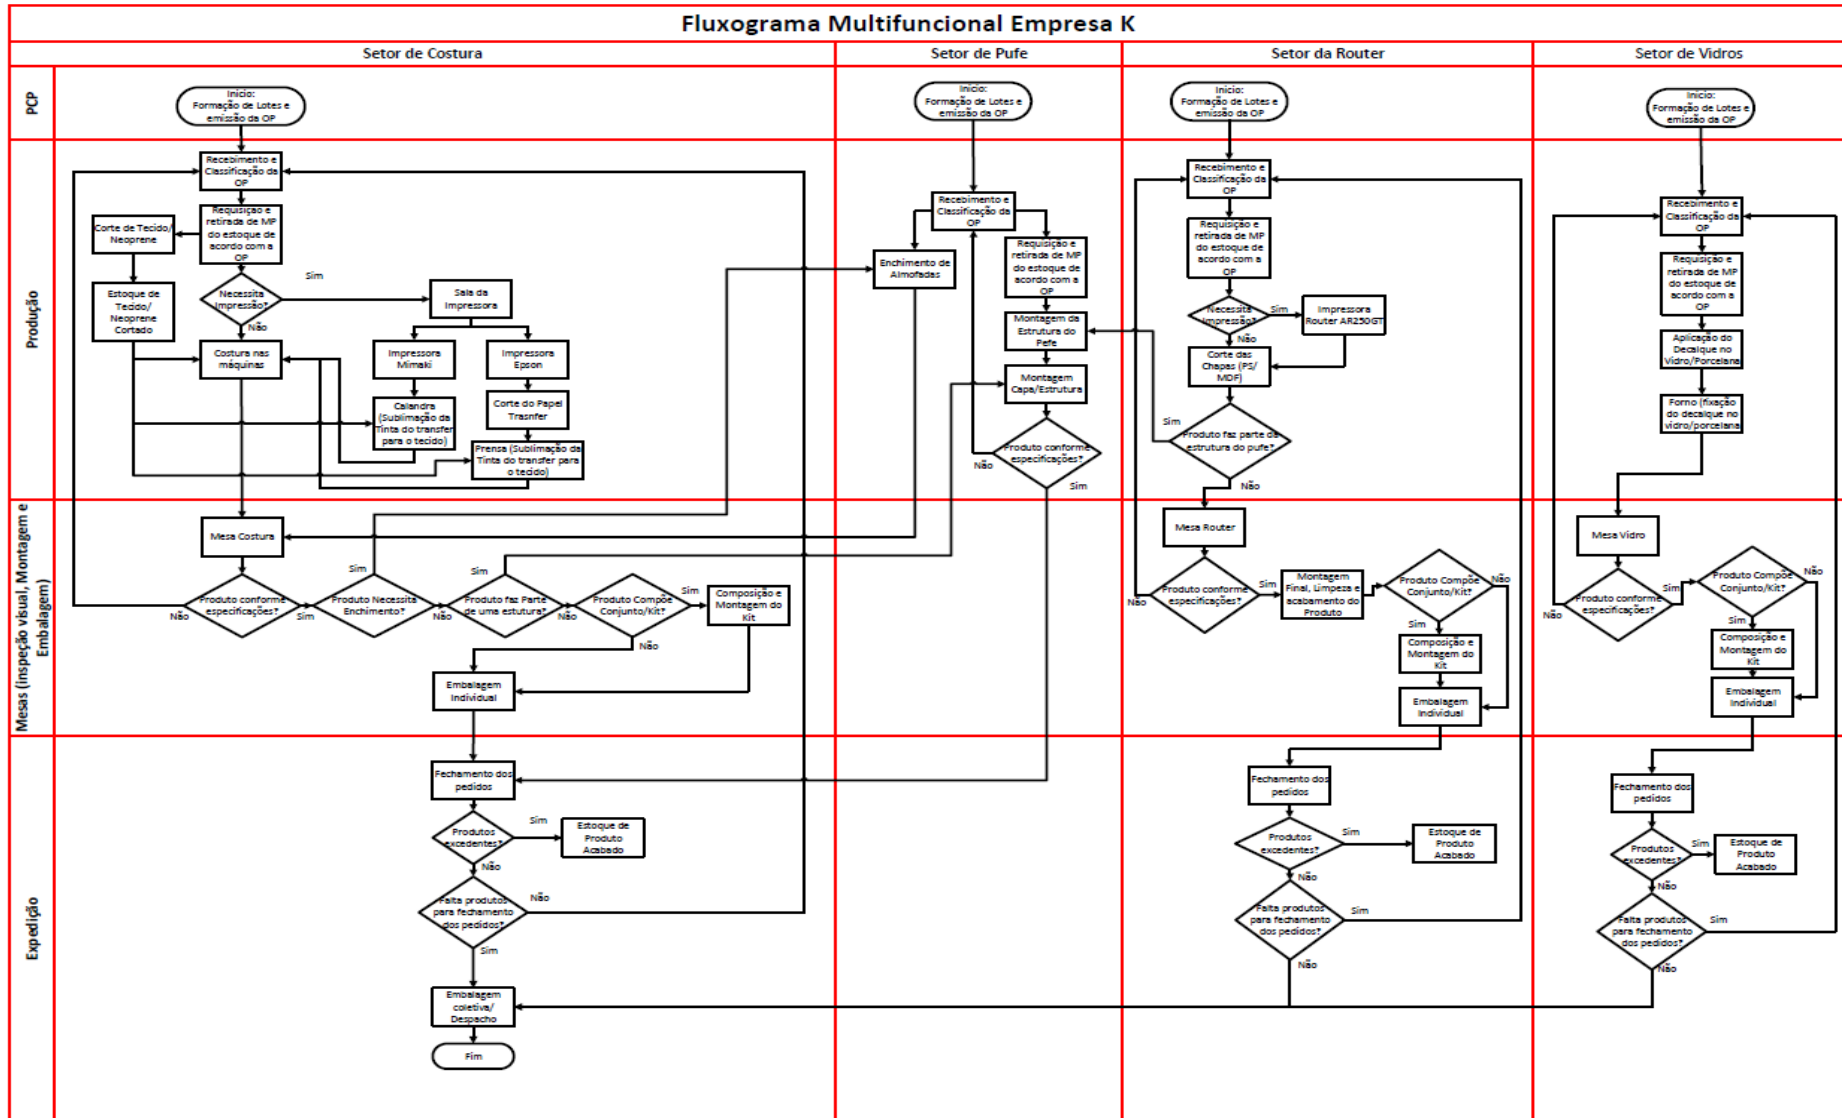 Fluxograma Multifuncional Empresa K
Setor de Costura
Setor de Pufe
Setor da Router
Setor de Vidros
PCP
Início:
Formação de Lotes e
emissão da OP
Início:
Formação de Lotes e
emissão da OP
Início:
Formação de Lotes e
emissão da OP
Início:
Formação de Lotes e
emissão da OP
Produção
Recebimento e
Classificação da
OP
Requisição e
retirada de MP
do estoque de
acordo com a
OP
Corte de Tecido/
Neoprene
Estoque de
Tecido/
Neoprene
Cortado
Necessita
Impressão?
Sim
Não
Sala da
Impressora
Costura nas
máquinas
Impressora
Mimaki
Impressora
Epson
Calandra
(Sublimação da
Tinta do transfer
para o tecido)
Corte do Papel
Trasnfer
Prensa (Sublimação da
Tinta do transfer para
o tecido)
Recebimento e
Classificação da
OP
Enchimento de
Almofadas
Requisição e
retirada de MP
do estoque de
acordo com a
OP
Montagem da
Estrutura do
Pefe
Montagem
Capa/Estrutura
Produto conforme
especificações?
Não
Sim
Recebimento e
Classificação da
OP
Requisição e
retirada de MP
do estoque de
acordo com a
OP
Necessita
Impressão?
Sim
Não
Impressora
Router AR250GT
Corte das
Chapas (PS/
MDF)
Sim
Produto faz parte da
estrutura do pufe?
Não
Recebimento e
Classificação da
OP
Requisição e
retirada de MP
do estoque de
acordo com a
OP
Aplicação do
Decalque no
Vidro/Porcelana
Forno (fixação
do decalque no
vidro/porcelana
Mesas (inspeção visual, Montagem e
Embalagem)
Mesa Costura
Produto conforme
especificações?
Não
Sim
Produto Necessita
Enchimento?
Sim
Não
Produto faz Parte
de uma estutura?
Sim
Não
Produto Compõe
Conjunto/Kit?
Sim
Não
Composição e
Montagem do
Kit
Embalagem
Individual
Mesa Router
Produto conforme
especificações?
Não
Sim
Montagem
Final, Limpeza e
acabamento do
Produto
Produto Compõe
Conjunto/Kit?
Não
Sim
Composição e
Montagem do
Kit
Embalagem
Individual
Mesa Vidro
Produto conforme
especificações?
Não
Sim
Produto Compõe
Conjunto/Kit?
Não
Sim
Composição e
Montagem do
Kit
Embalagem
Individual
Expedição
Fechamento dos
pedidos
Produtos
excedentes?
Sim
Não
Estoque de
Produto
Acabado
Falta produtos
para fechamento
dos pedidos?
Não
Sim
Embalagem
coletiva/
Despacho
Fim
Fechamento dos
pedidos
Produtos
excedentes?
Sim
Não
Estoque de
Produto
Acabado
Falta produtos
para fechamento
dos pedidos?
Sim
Não
Fechamento dos
pedidos
Produtos
excedentes?
Sim
Não
Estoque de
Produto
Acabado
Falta produtos
para fechamento
dos pedidos?
Sim
Não